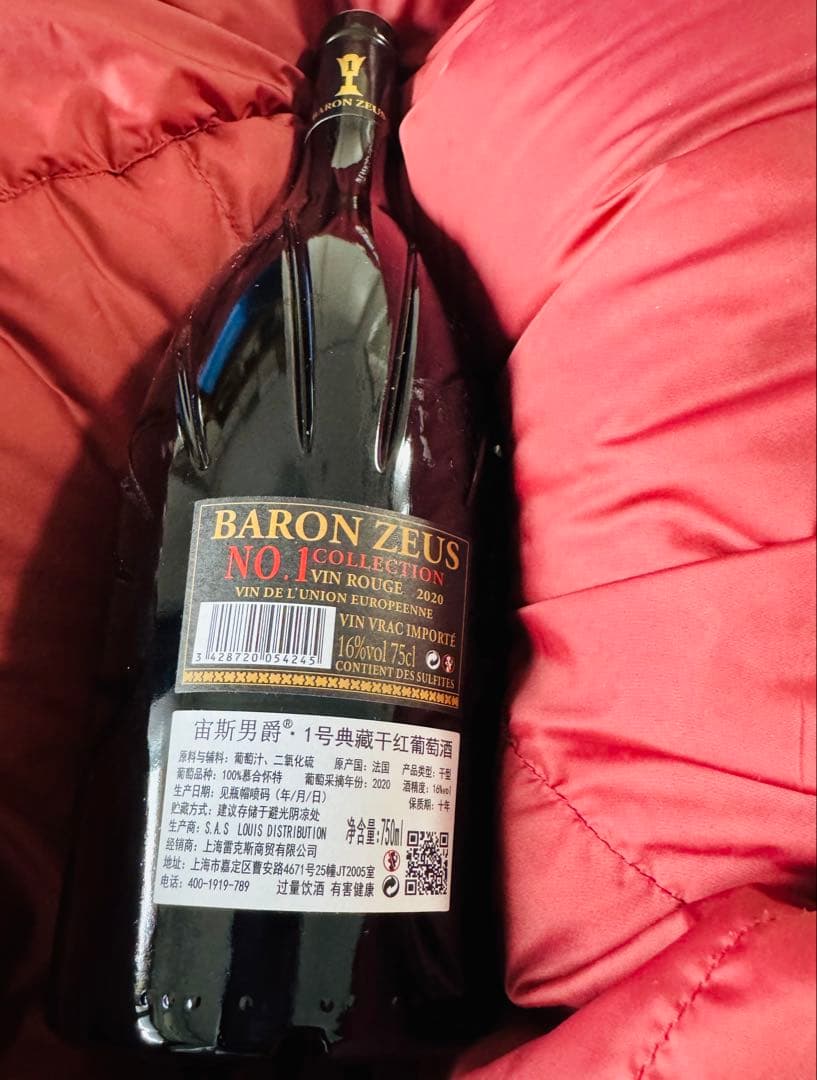 1
BARON ZEUS
BARON ZEUS
NO.1 COLLECTION
VIN ROUGE 2020
VIN DE L'UNION EUROPEENNE
VIN VRAC IMPORTÉ
16%vol 75cl
3 428720 054245
CONTIENT DES SULFITES
宙斯男爵®·1号典藏干红葡萄酒
原料与辅料：葡萄汁、二氧化硫 原产国：法国 产品类型：干型
葡萄品种：100%慕合怀特 葡萄采摘年份：2020 酒精度：16%vol
生产日期：见瓶帽喷码（年/月/日） 保质期：十年
贮藏方式：建议存储于避光阴凉处
生产商：S.A.S LOUIS DISTRIBUTION 净含量:750ml
经销商：上海雷克斯商贸有限公司
地址：上海市嘉定区曹安路4671号25幢JT2005室
电话：400-1919-789 过量饮酒 有害健康